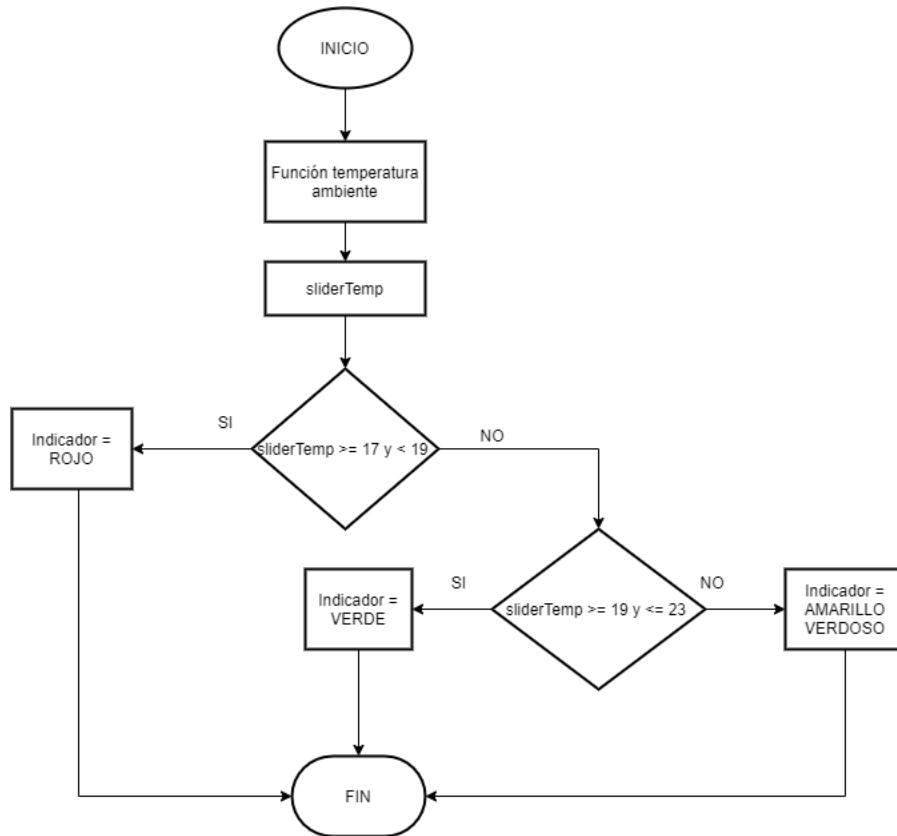 INICIO
Función temperatura
ambiente
sliderTemp
SI
sliderTemp >= 17 y < 19
NO
Indicador =
ROJO
SI
sliderTemp >= 19 y <= 23
NO
Indicador =
VERDE
Indicador =
AMARILLO
VERDOSO
FIN